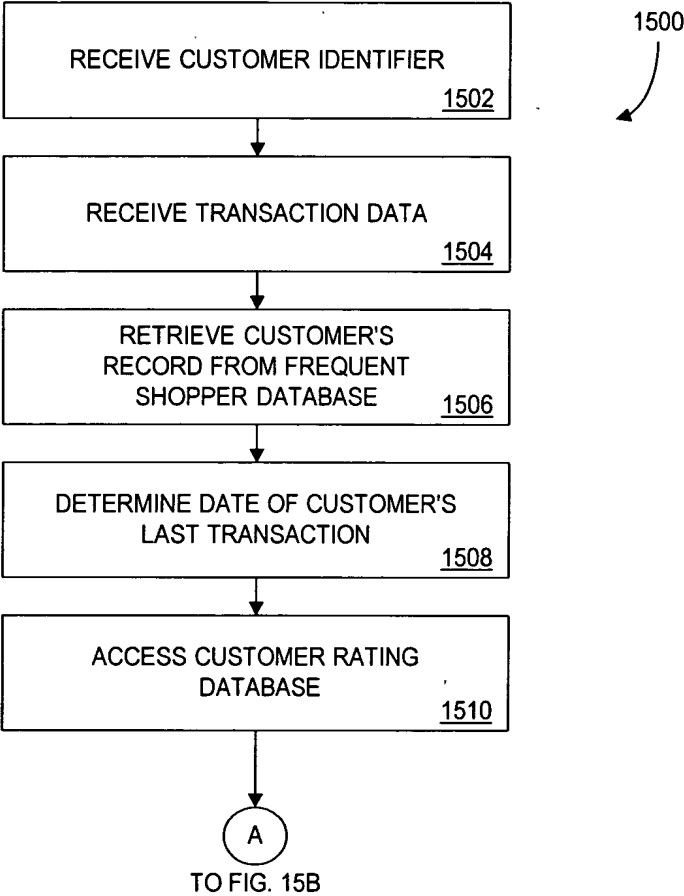 1500
RECEIVE CUSTOMER IDENTIFIER
1502
RECEIVE TRANSACTION DATA
1504
RETRIEVE CUSTOMER'S
RECORD FROM FREQUENT
SHOPPER DATABASE
1506
DETERMINE DATE OF CUSTOMER'S
LAST TRANSACTION
1508
ACCESS CUSTOMER RATING
DATABASE
1510
A
TO FIG. 15B